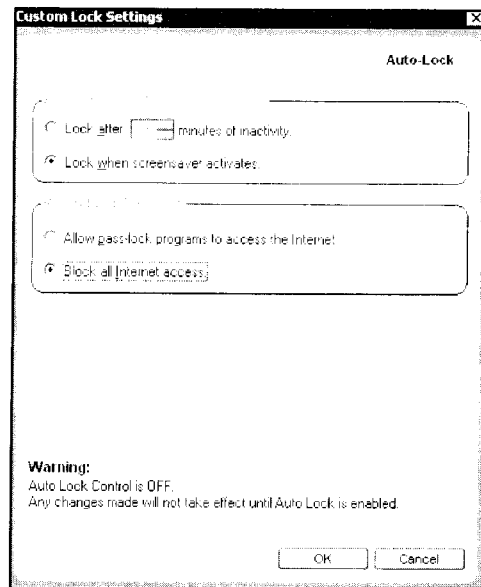 Custom Lock Settings
Auto-Lock
Lock after minutes of inactivity.
Lock when screensaver activates.
Allow pass-lock programs to access the Internet
Block all Internet access.
Warning:
Auto Lock Control is OFF.
Any changes made will not take effect until Auto Lock is enabled.
OK
Cancel